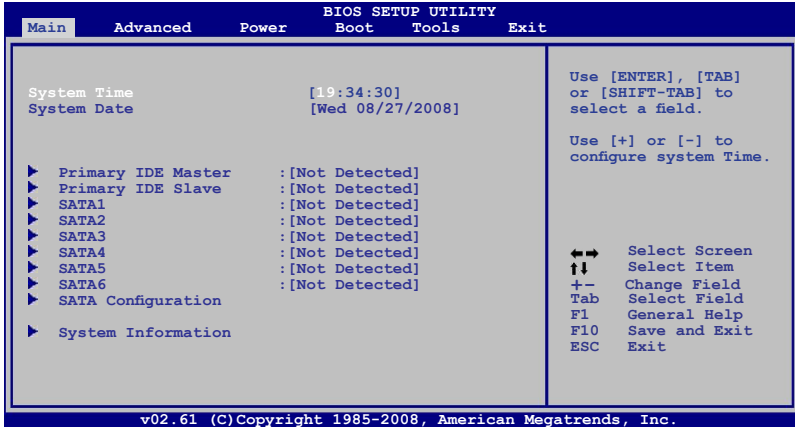 BIOS SETUP UTILITY
Main Advanced Power Boot Tools Exit
System Time [19:34:30]
System Date [Wed 08/27/2008]
Primary IDE Master :[Not Detected]
Primary IDE Slave :[Not Detected]
SATA1 :[Not Detected]
SATA2 :[Not Detected]
SATA3 :[Not Detected]
SATA4 :[Not Detected]
SATA5 :[Not Detected]
SATA6 :[Not Detected]
SATA Configuration
System Information
Use [ENTER], [TAB]
or [SHIFT-TAB] to
select a field.
Use [+] or [-] to
configure system Time.
←→ Select Screen
↑↓ Select Item
+- Change Field
Tab Select Field
F1 General Help
F10 Save and Exit
ESC Exit
v02.61 (C)Copyright 1985-2008, American Megatrends, Inc.